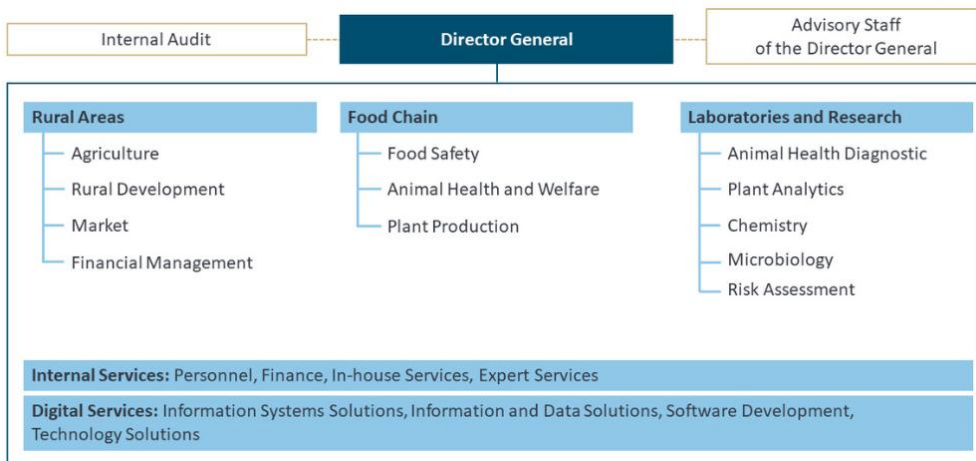 Internal Audit
Director General
Advisory Staff
of the Director General
Rural Areas
Agriculture
Rural Development
Market
Financial Management
Food Chain
Food Safety
Animal Health and Welfare
Plant Production
Laboratories and Research
Animal Health Diagnostic
Plant Analytics
Chemistry
Microbiology
Risk Assessment
Internal Services: Personnel, Finance, In-house Services, Expert Services
Digital Services: Information Systems Solutions, Information and Data Solutions, Software Development,
Technology Solutions